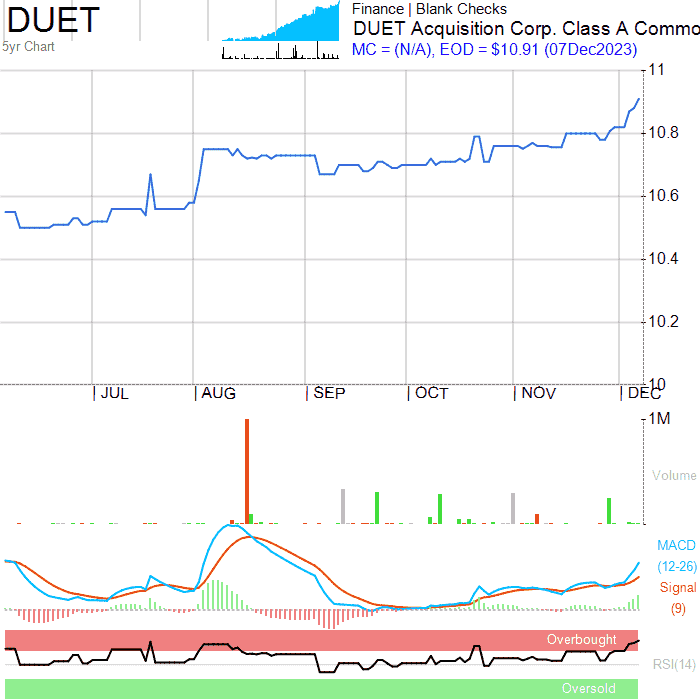 DUET
5yr Chart
Finance | Blank Checks
DUET Acquisition Corp. Class A Commo
MC = (N/A), EOD = $10.91 (07Dec2023)
11
10.8
10.6
10.4
10.2
10
JUL AUG SEP OCT NOV DEC
1M
Volume
MACD
(12-26)
Signal
(9)
Overbought
RSI(14)
Oversold